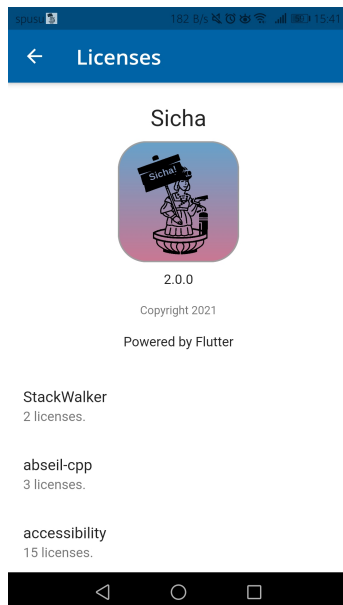 spusu 182 B/s 15:41
Licenses
Sicha
Sicha!
2.0.0
Copyright 2021
Powered by Flutter
StackWalker
2 licenses.
abseil-cpp
3 licenses.
accessibility
15 licenses.